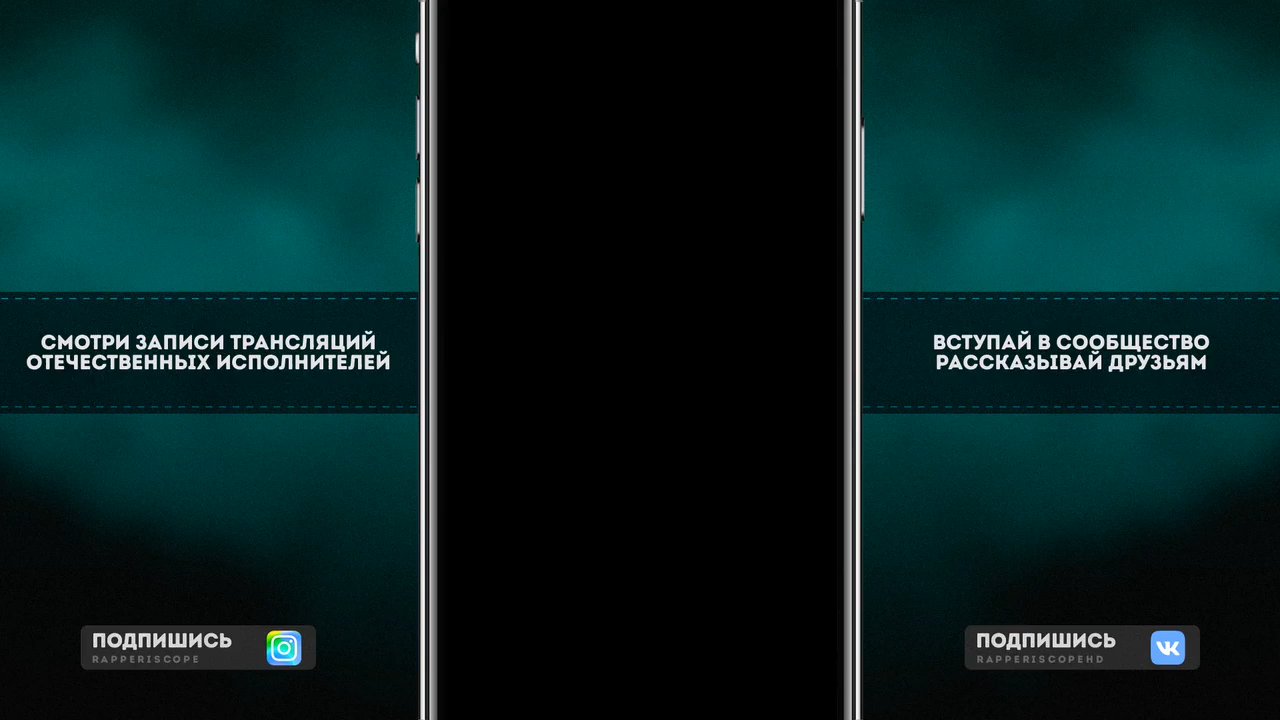 СМОТРИ ЗАПИСИ ТРАНСЛЯЦИЙ
ОТЕЧЕСТВЕННЫХ ИСПОЛНИТЕЛЕЙ
ВСТУПАЙ В СООБЩЕСТВО
РАССКАЗЫВАЙ ДРУЗЬЯМ
ПОДПИШИСЬ
RAPPERISCOPE
ПОДПИШИСЬ
RAPPERISCOPEHD